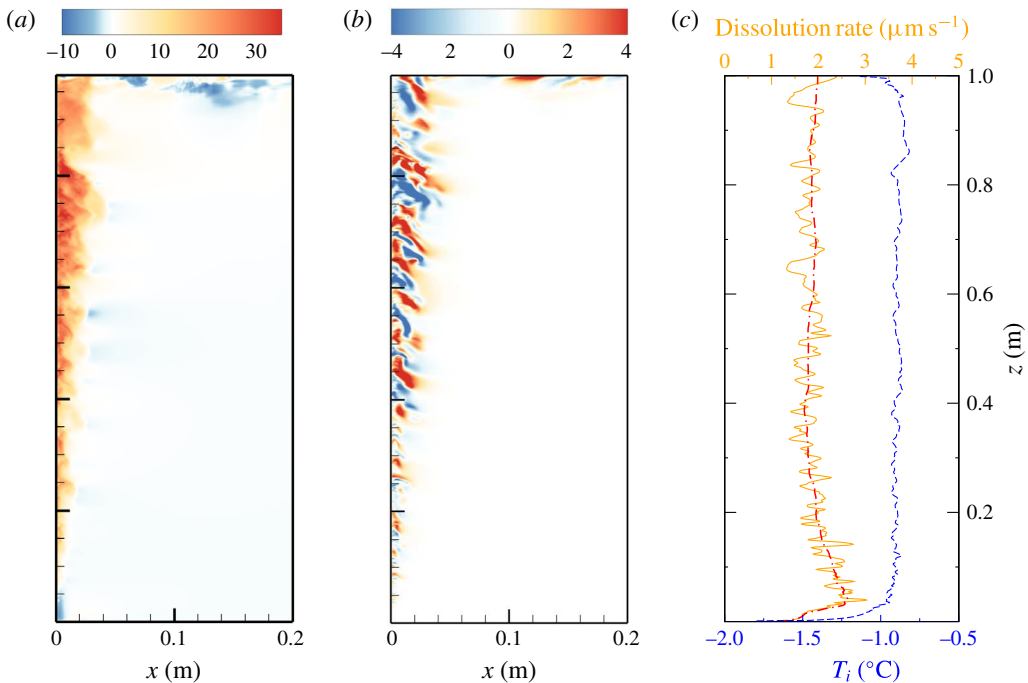 (a)
−10 0 10 20 30
0 0.1 0.2
x (m)
(b)
−4 −2 0 2 4
0 0.1 0.2
x (m)
(c)
Dissolution rate (μm s−1)
0 1 2 3 4 5
1.0
0.8
0.6
0.4
0.2
z (m)
−2.0 −1.5 −1.0 −0.5
Ti (°C)